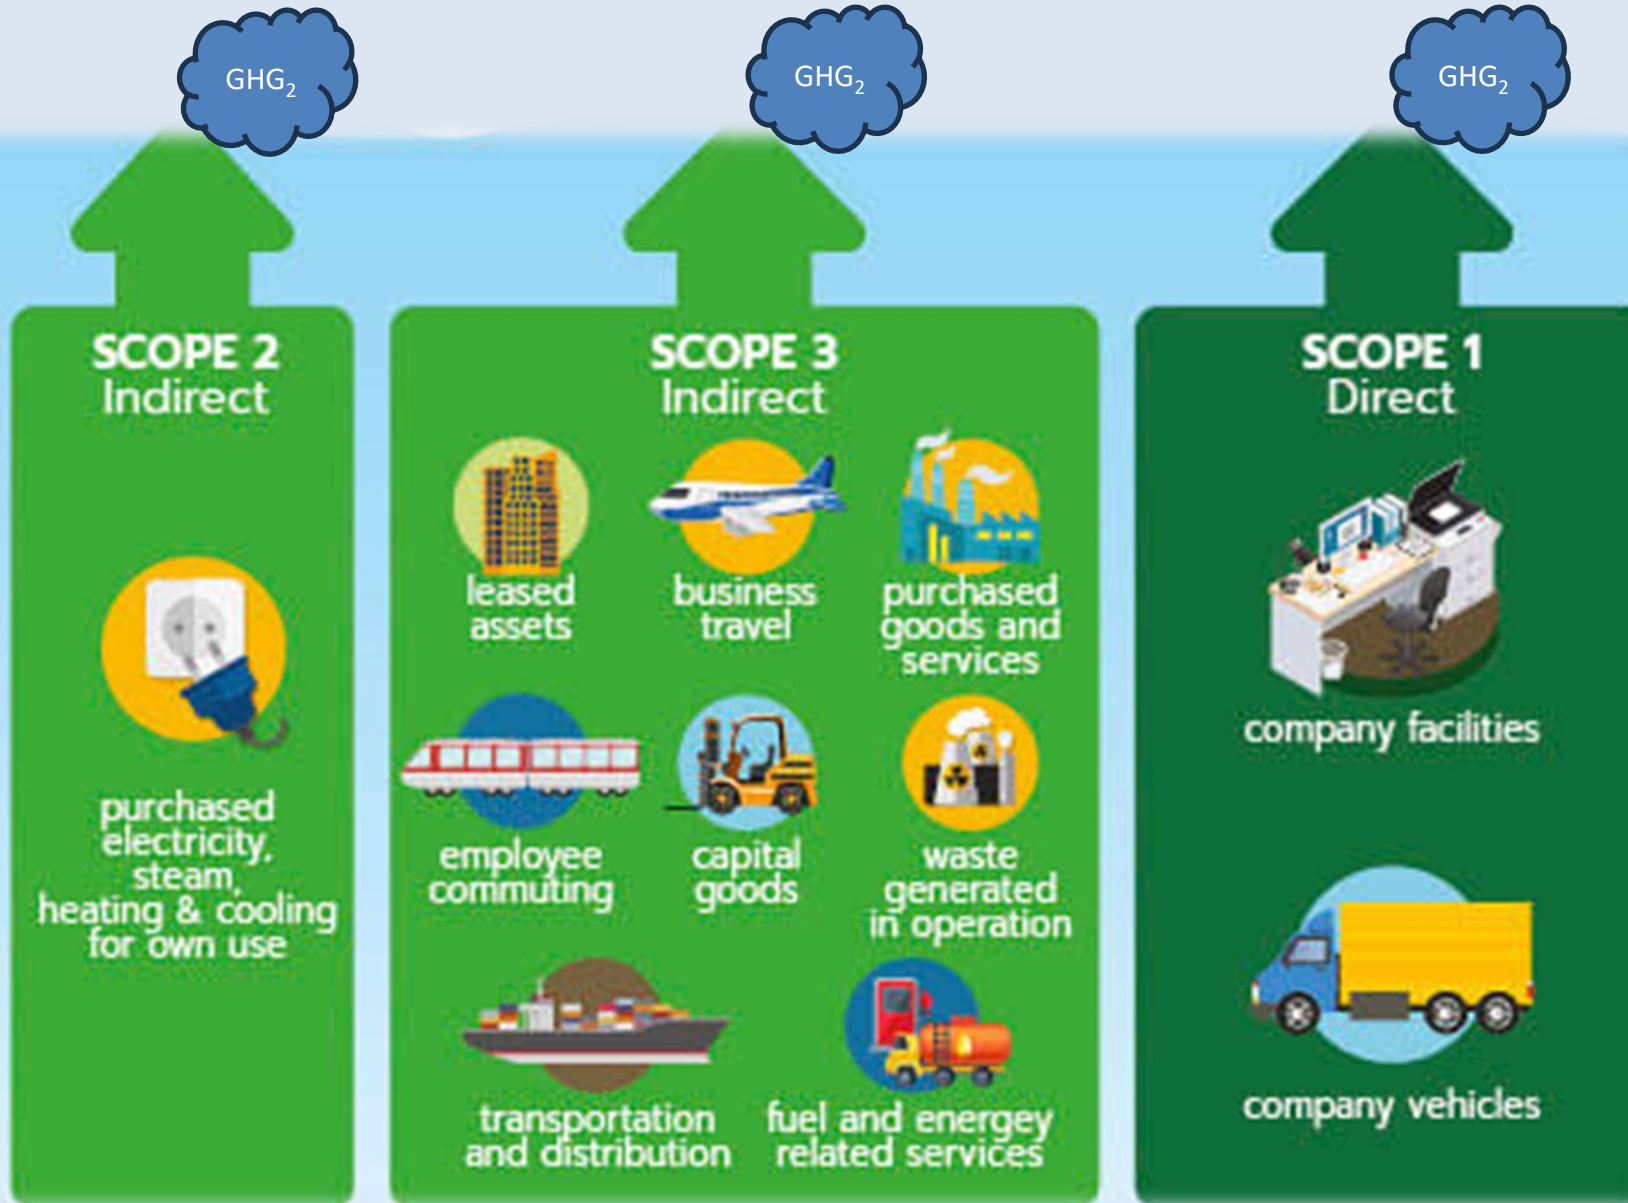 GHG₂
GHG₂
GHG₂
SCOPE 2
Indirect
purchased
electricity,
steam,
heating & cooling
for own use
SCOPE 3
Indirect
leased
assets
business
travel
purchased
goods and
services
employee
commuting
capital
goods
waste
generated
in operation
transportation
and distribution
fuel and energey
related services
SCOPE 1
Direct
company facilities
company vehicles